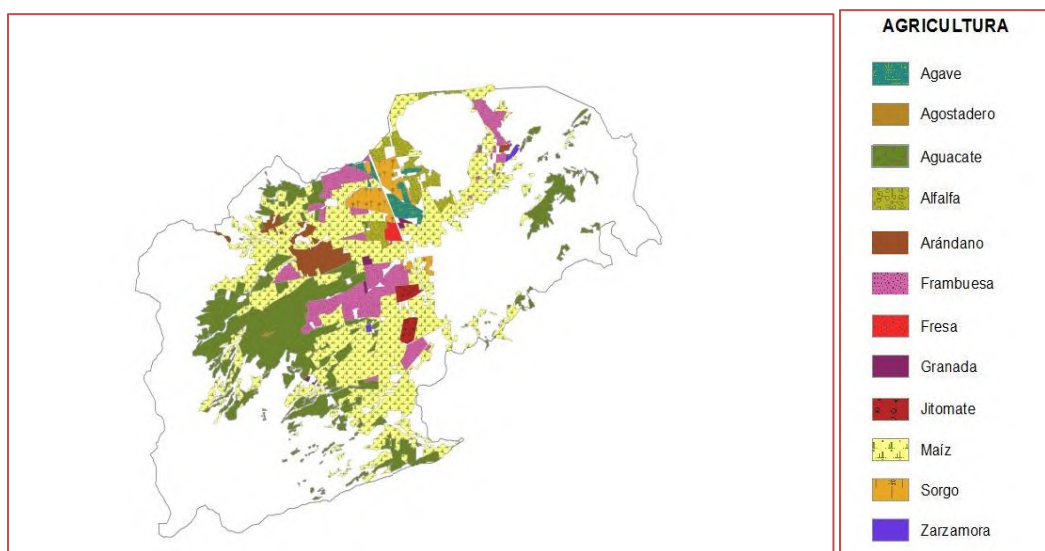 AGRICULTURA
Agave
Agostadero
Aguacate
Alfalfa
Arándano
Frambuesa
Fresa
Granada
Jitomate
Maíz
Sorgo
Zarzamora